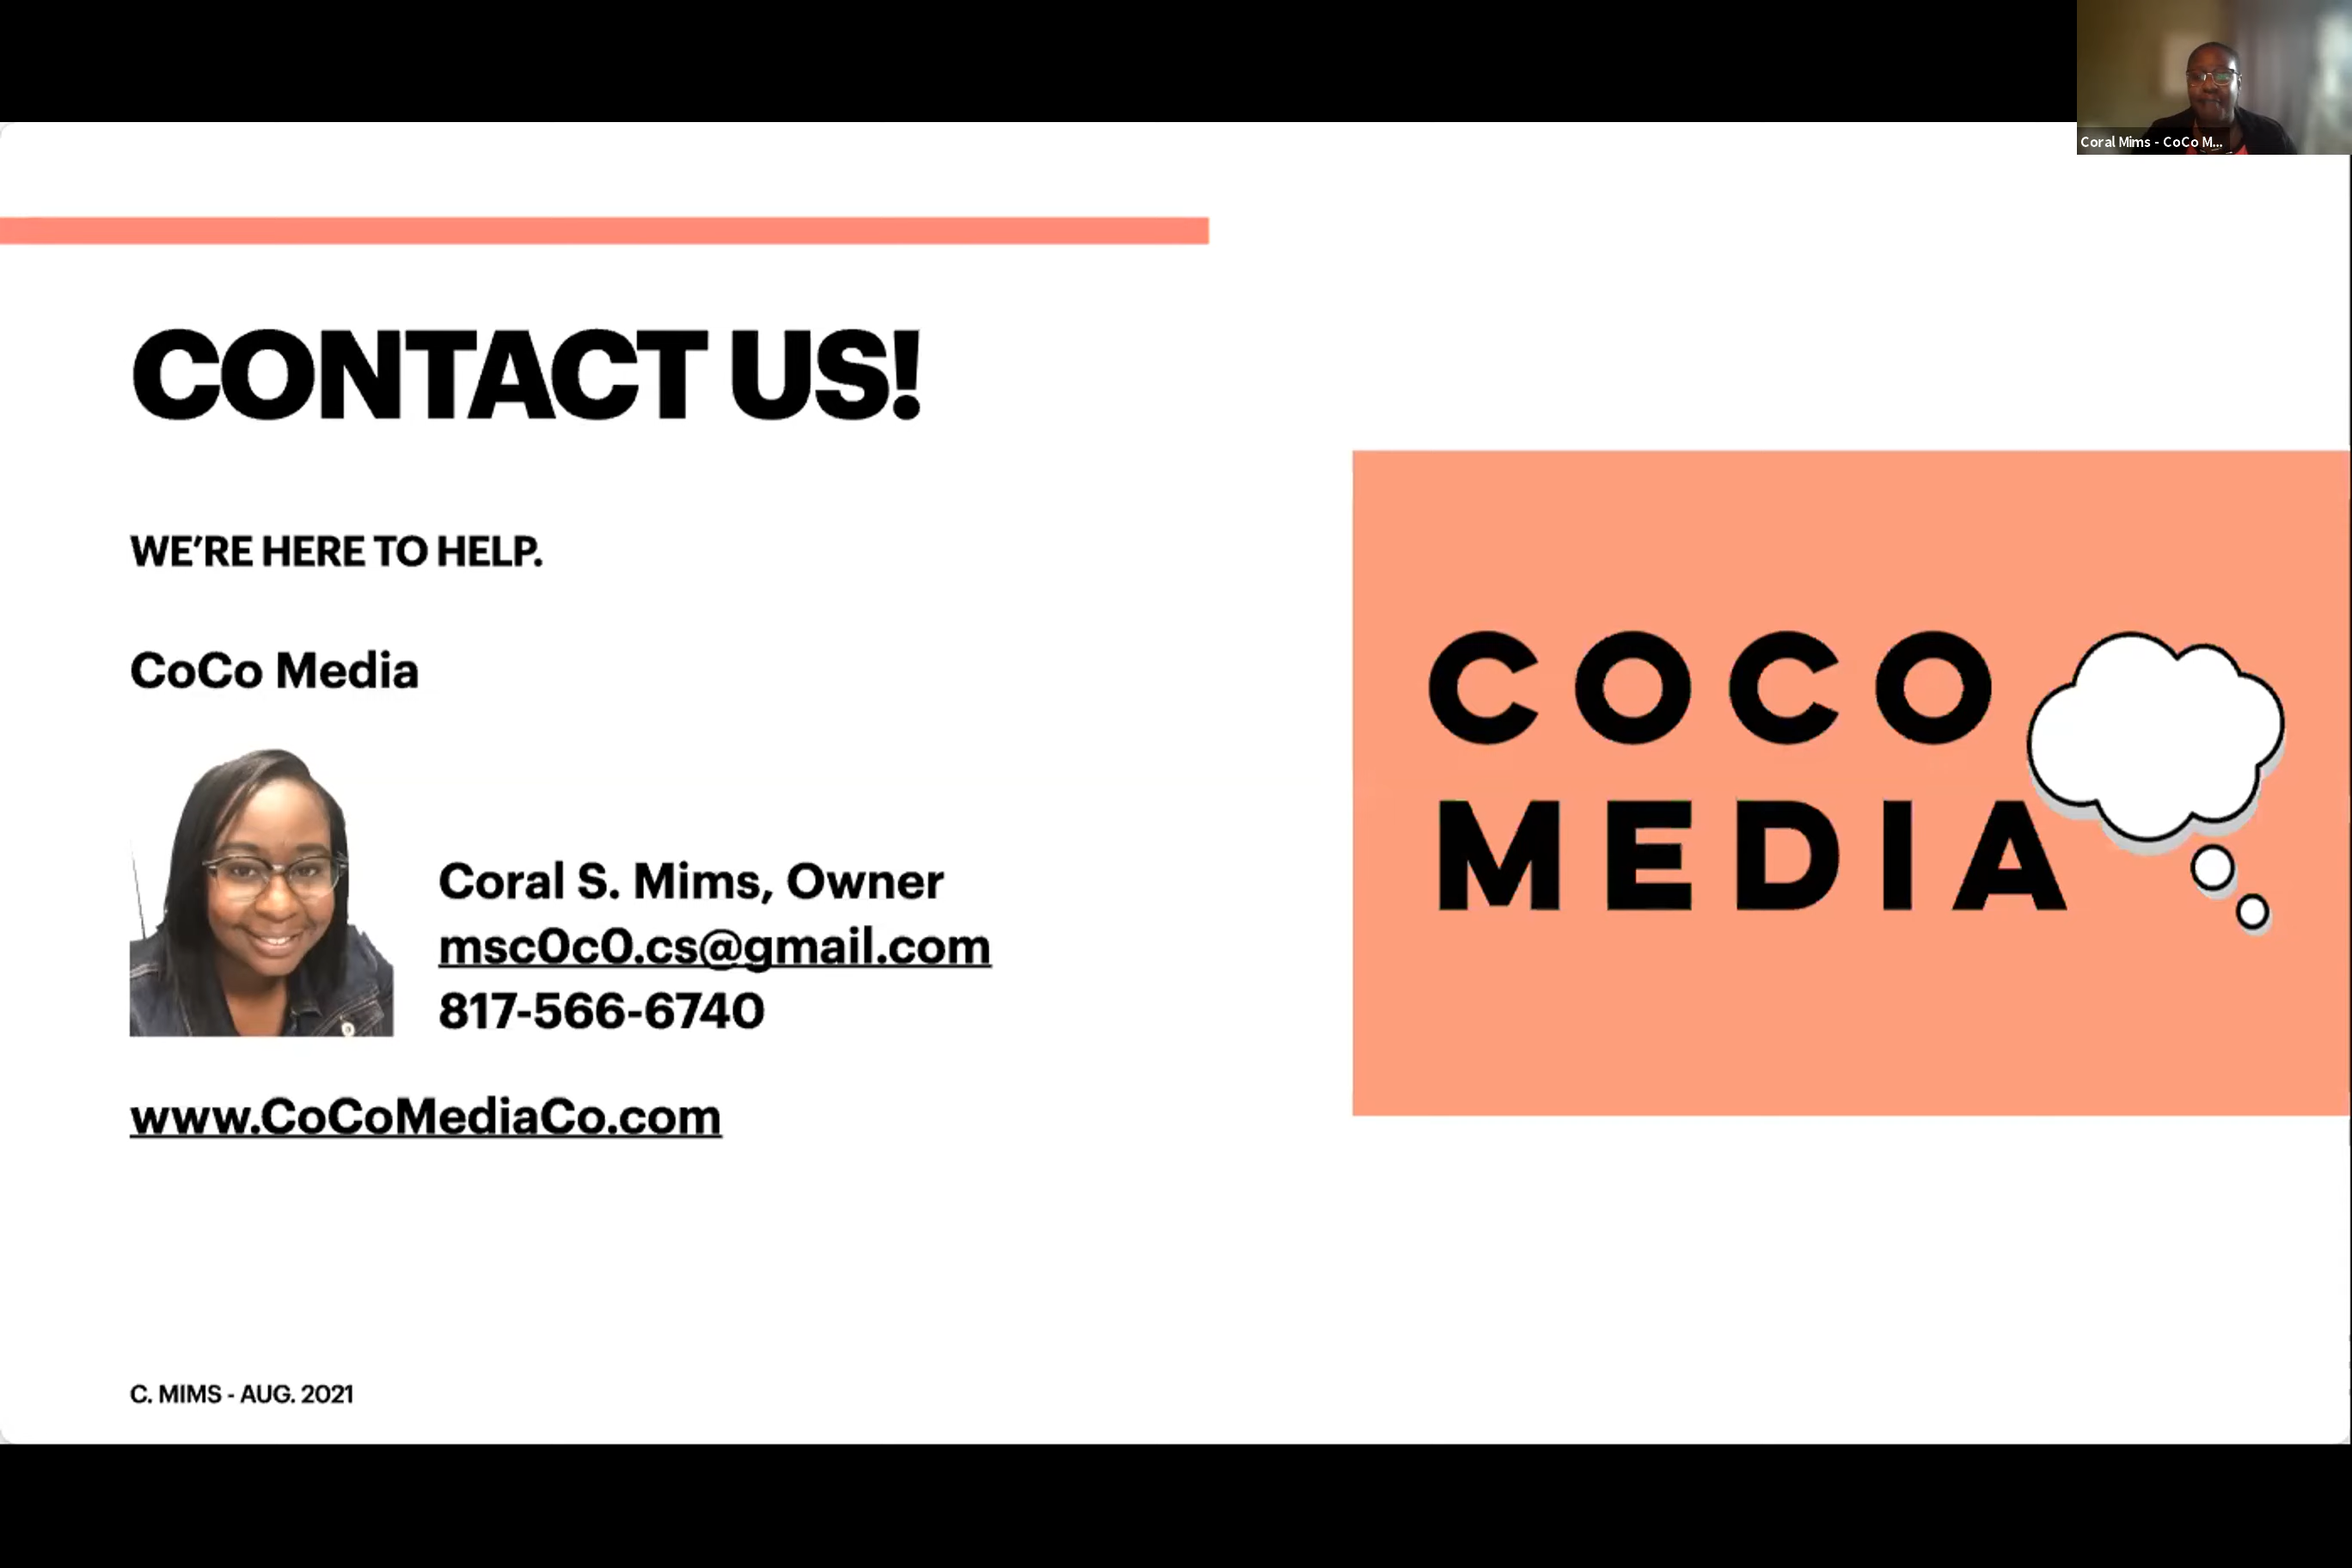 Coral Mims - CoCo M...
CONTACT US!
WE'RE HERE TO HELP.
CoCo Media
Coral S. Mims, Owner
msc0c0.cs@gmail.com
817-566-6740
www.CoCoMediaCo.com
C. MIMS - AUG. 2021
COCO
MEDIA